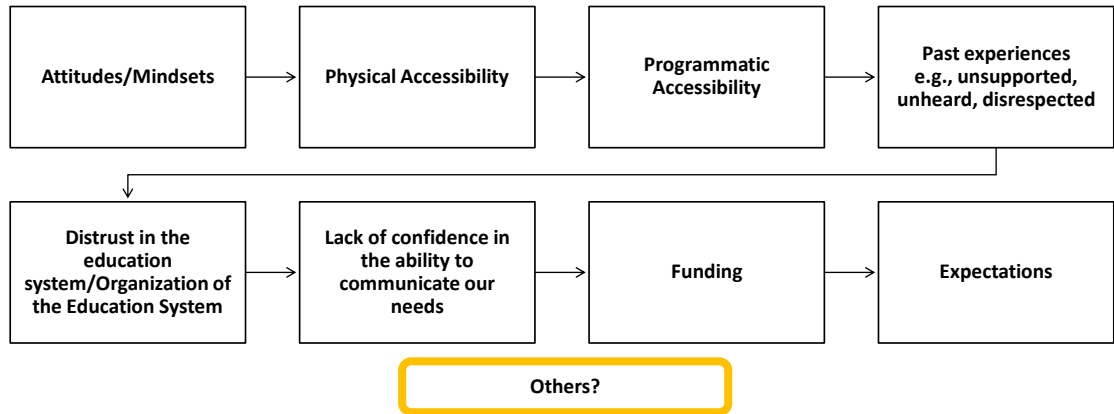 Attitudes/Mindsets
Physical Accessibility
Programmatic
Accessibility
Past experiences
e.g., unsupported,
unheard, disrespected
Distrust in the
education
system/Organization of
the Education System
Lack of confidence in
the ability to
communicate our
needs
Funding
Expectations
Others?